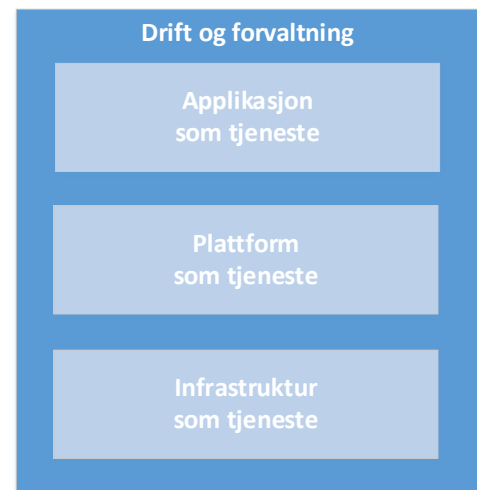 Drift og forvaltning
Applikasjon
som tjeneste
Plattform
som tjeneste
Infrastruktur
som tjeneste